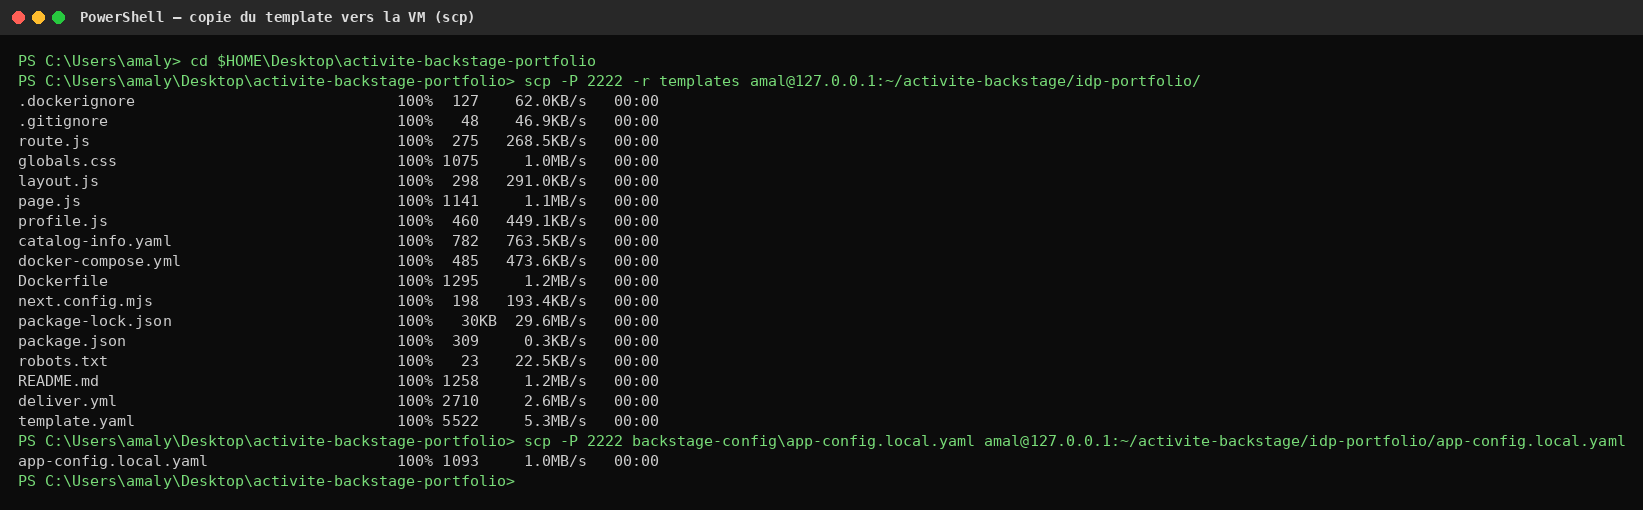 PowerShell — copie du template vers la VM (scp)
PS C:\Users\amaly> cd $HOME\Desktop\activite-backstage-portfolio
PS C:\Users\amaly\Desktop\activite-backstage-portfolio> scp -P 2222 -r templates amal@127.0.0.1:~/activite-backstage/idp-portfolio/
.dockerignore 100% 127 62.0KB/s 00:00
.gitignore 100% 48 46.9KB/s 00:00
route.js 100% 275 268.5KB/s 00:00
globals.css 100% 1075 1.0MB/s 00:00
layout.js 100% 298 291.0KB/s 00:00
page.js 100% 1141 1.1MB/s 00:00
profile.js 100% 460 449.1KB/s 00:00
catalog-info.yaml 100% 782 763.5KB/s 00:00
docker-compose.yml 100% 485 473.6KB/s 00:00
Dockerfile 100% 1295 1.2MB/s 00:00
next.config.mjs 100% 198 193.4KB/s 00:00
package-lock.json 100% 30KB 29.6MB/s 00:00
package.json 100% 309 0.3KB/s 00:00
robots.txt 100% 23 22.5KB/s 00:00
README.md 100% 1258 1.2MB/s 00:00
deliver.yml 100% 2710 2.6MB/s 00:00
template.yaml 100% 5522 5.3MB/s 00:00
PS C:\Users\amaly\Desktop\activite-backstage-portfolio> scp -P 2222 backstage-config\app-config.local.yaml amal@127.0.0.1:~/activite-backstage/idp-portfolio/app-config.local.yaml
app-config.local.yaml 100% 1093 1.0MB/s 00:00
PS C:\Users\amaly\Desktop\activite-backstage-portfolio>